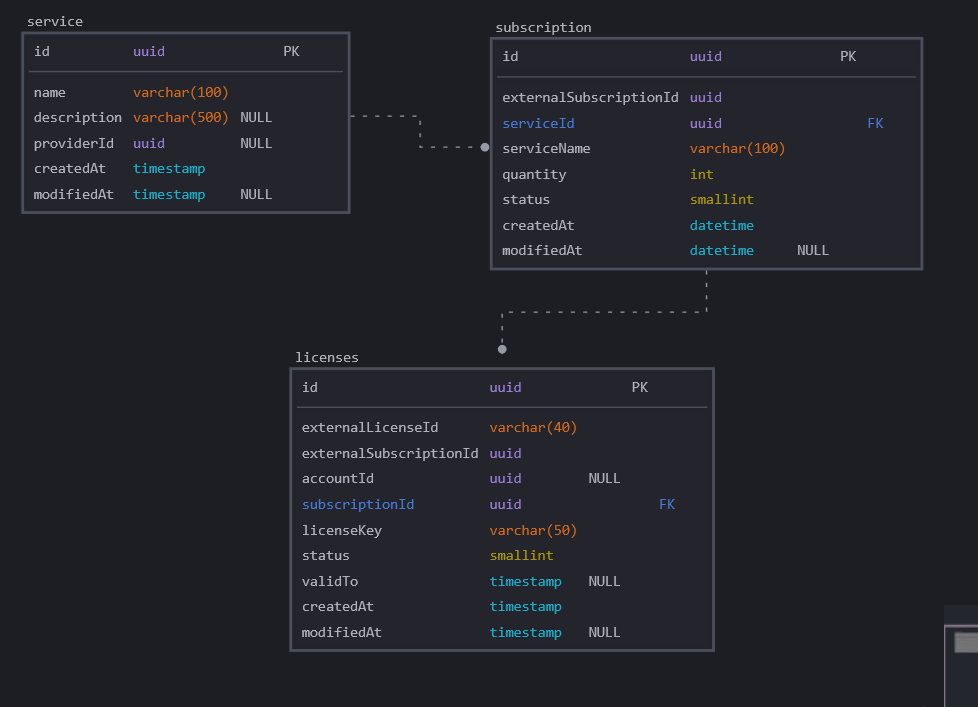 service
id uuid PK
name varchar(100)
description varchar(500) NULL
providerId uuid NULL
createdAt timestamp
modifiedAt timestamp NULL
subscription
id uuid PK
externalSubscriptionId uuid
serviceId uuid FK
serviceName varchar(100)
quantity int
status smallint
createdAt datetime
modifiedAt datetime NULL
licenses
id uuid PK
externalLicenseId varchar(40)
externalSubscriptionId uuid
accountId uuid NULL
subscriptionId uuid FK
licenseKey varchar(50)
status smallint
validTo timestamp NULL
createdAt timestamp
modifiedAt timestamp NULL